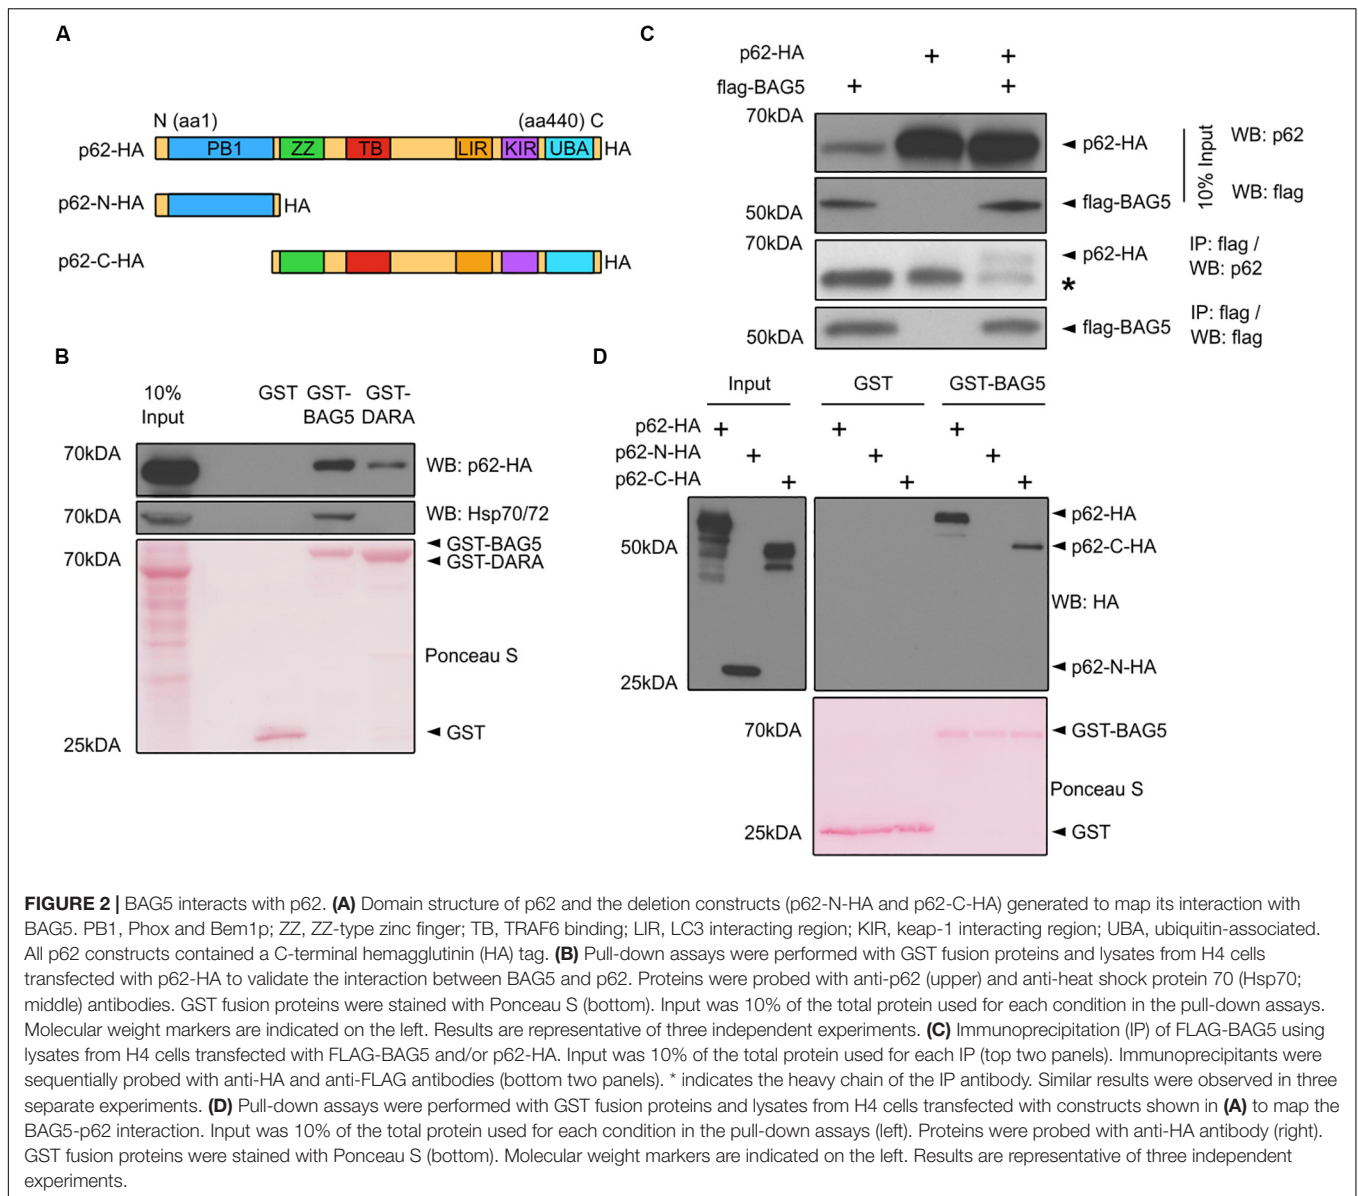 A
N (aa1) (aa440) C
p62-HA PB1 ZZ TB LIR KIR UBA HA
p62-N-HA HA
p62-C-HA HA
B
10% Input GST GST-BAG5 GST-DARA
70kDA WB: p62-HA
70kDA WB: Hsp70/72
◄ GST-BAG5
70kDA ◄ GST-DARA
Ponceau S
◄ GST
25kDA
C
p62-HA + +
flag-BAG5 + +
70kDA
◄ p62-HA WB: p62
10% Input
◄ flag-BAG5 WB: flag
50kDA
70kDA
◄ p62-HA IP: flag / WB: p62
*
◄ flag-BAG5 IP: flag / WB: flag
50kDA
D
Input GST GST-BAG5
p62-HA + + +
p62-N-HA + + +
p62-C-HA + + +
◄ p62-HA
50kDA ◄ p62-C-HA
WB: HA
◄ p62-N-HA
25kDA
70kDA ◄ GST-BAG5
Ponceau S
25kDA ◄ GST
FIGURE 2 | BAG5 interacts with p62. (A) Domain structure of p62 and the deletion constructs (p62-N-HA and p62-C-HA) generated to map its interaction with
BAG5. PB1, Phox and Bem1p; ZZ, ZZ-type zinc finger; TB, TRAF6 binding; LIR, LC3 interacting region; KIR, keap-1 interacting region; UBA, ubiquitin-associated.
All p62 constructs contained a C-terminal hemagglutinin (HA) tag. (B) Pull-down assays were performed with GST fusion proteins and lysates from H4 cells
transfected with p62-HA to validate the interaction between BAG5 and p62. Proteins were probed with anti-p62 (upper) and anti-heat shock protein 70 (Hsp70;
middle) antibodies. GST fusion proteins were stained with Ponceau S (bottom). Input was 10% of the total protein used for each condition in the pull-down assays.
Molecular weight markers are indicated on the left. Results are representative of three independent experiments. (C) Immunoprecipitation (IP) of FLAG-BAG5 using
lysates from H4 cells transfected with FLAG-BAG5 and/or p62-HA. Input was 10% of the total protein used for each IP (top two panels). Immunoprecipitants were
sequentially probed with anti-HA and anti-FLAG antibodies (bottom two panels). * indicates the heavy chain of the IP antibody. Similar results were observed in three
separate experiments. (D) Pull-down assays were performed with GST fusion proteins and lysates from H4 cells transfected with constructs shown in (A) to map the
BAG5-p62 interaction. Input was 10% of the total protein used for each condition in the pull-down assays (left). Proteins were probed with anti-HA antibody (right).
GST fusion proteins were stained with Ponceau S (bottom). Molecular weight markers are indicated on the left. Results are representative of three independent
experiments.